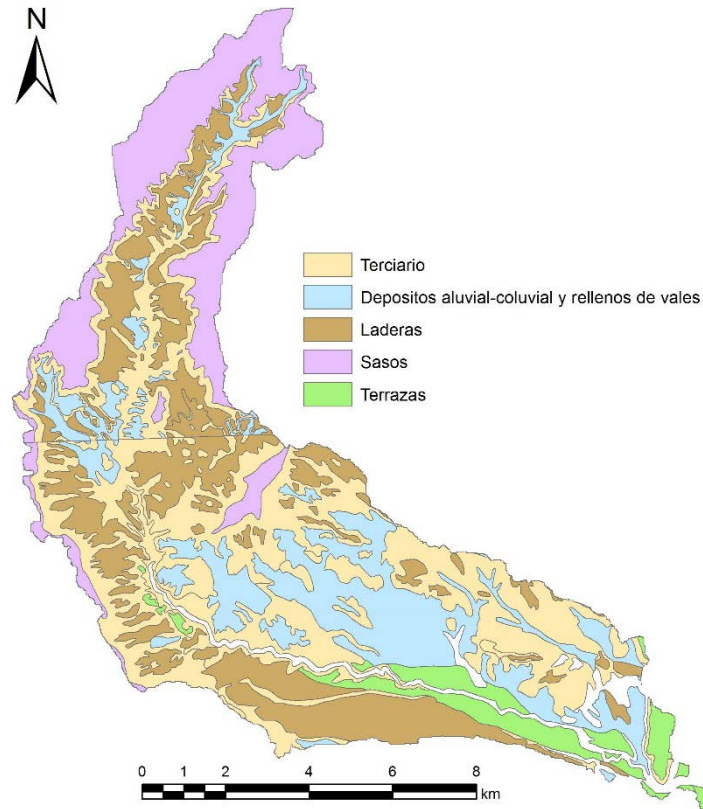 N
Terciario
Depositos aluvial-coluvial y rellenos de vales
Laderas
Sasos
Terrazas
0 1 2 4 6 8
km